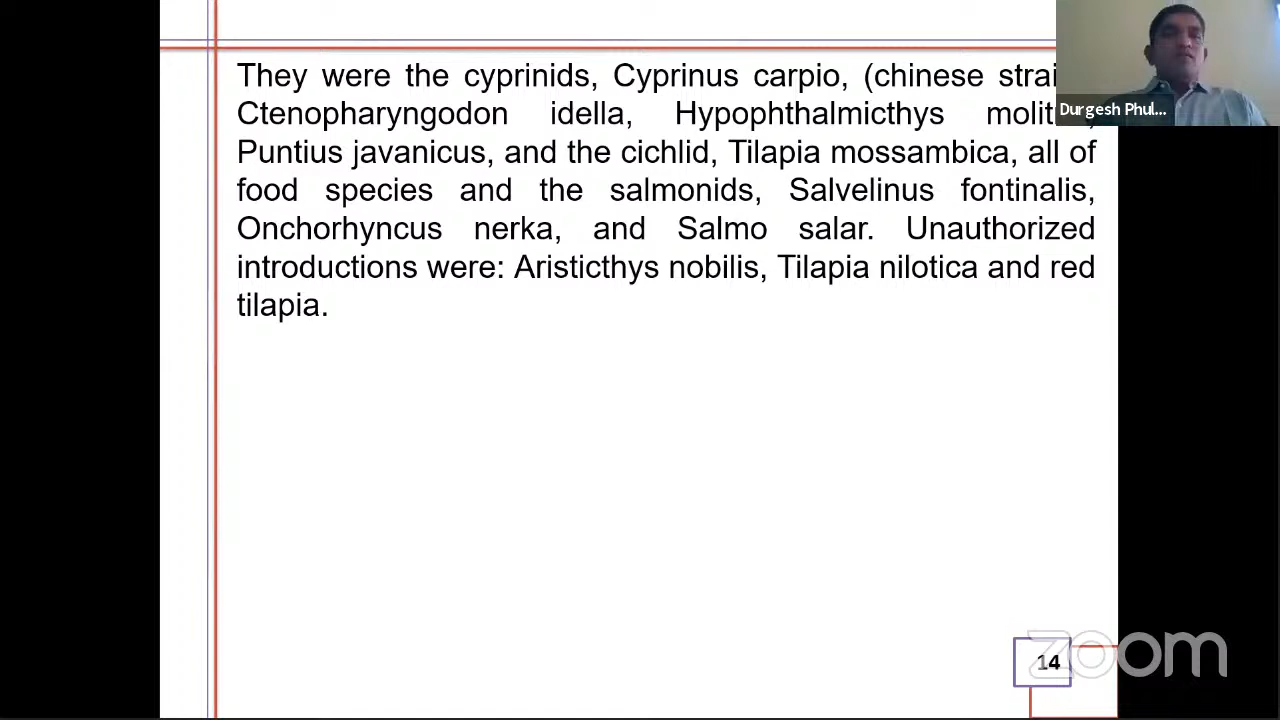 They were the cyprinids, Cyprinus carpio, (chinese
Ctenopharyngodon idella, Hypophthalmicthys
Puntius javanicus, and the cichlid, Tilapia mossambica, all of
food species and the salmonids, Salvelinus fontinalis,
Onchorhyncus nerka, and Salmo salar. Unauthorized
introductions were: Aristicthys nobilis, Tilapia nilotica and red
tilapia.
Durgesh Phul...
14
zoom